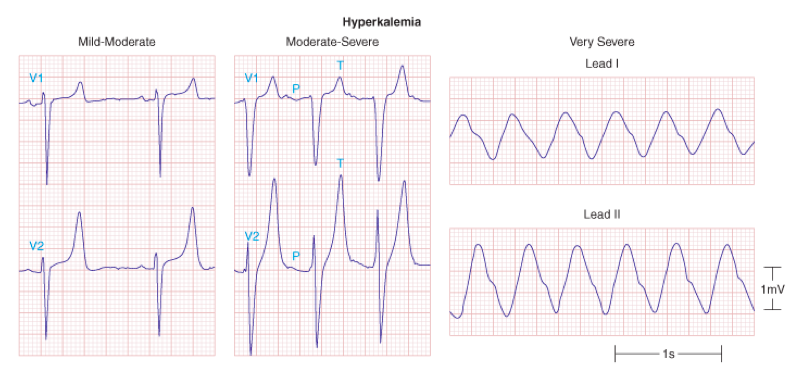 Hyperkalemia
Mild-Moderate
Moderate-Severe
Very Severe
Lead I
V1
V1
P
T
V2
V2
P
T
Lead II
1mV
1s